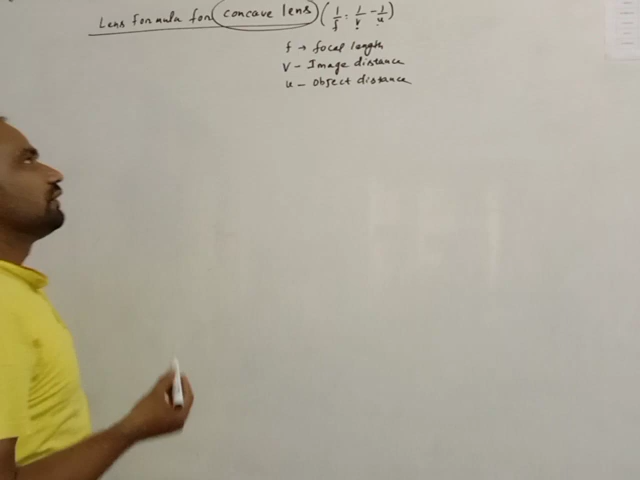 Lens formula for concave lens (1/f = 1/v - 1/u)
f → focal length
V - Image distance
u - Object distance